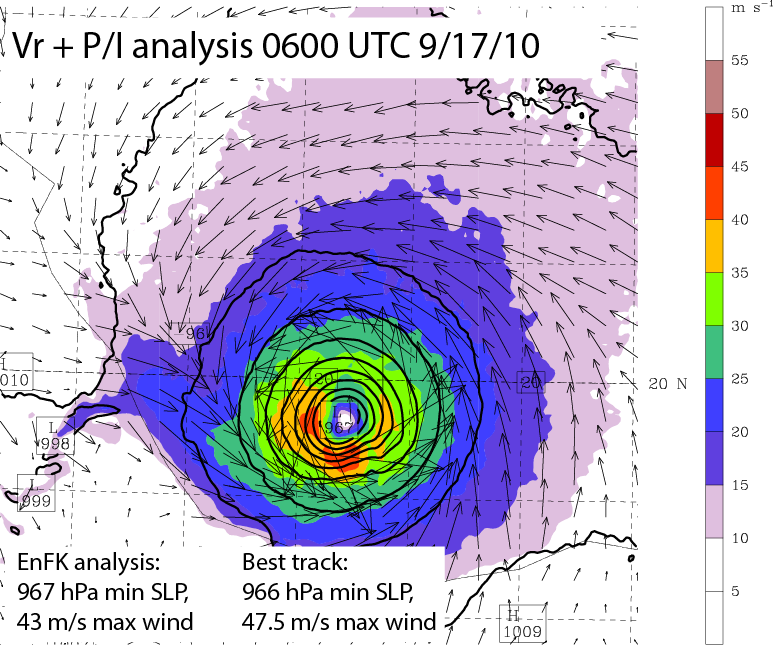 m s⁻¹
Vr + P/I analysis 0600 UTC 9/17/10
55
50
45
40
35
30
25
20
15
10
5
96
010
20
20
20 N
967
L
998
L
999
EnFK analysis:
967 hPa min SLP,
43 m/s max wind
Best track:
966 hPa min SLP,
47.5 m/s max wind
H
1009